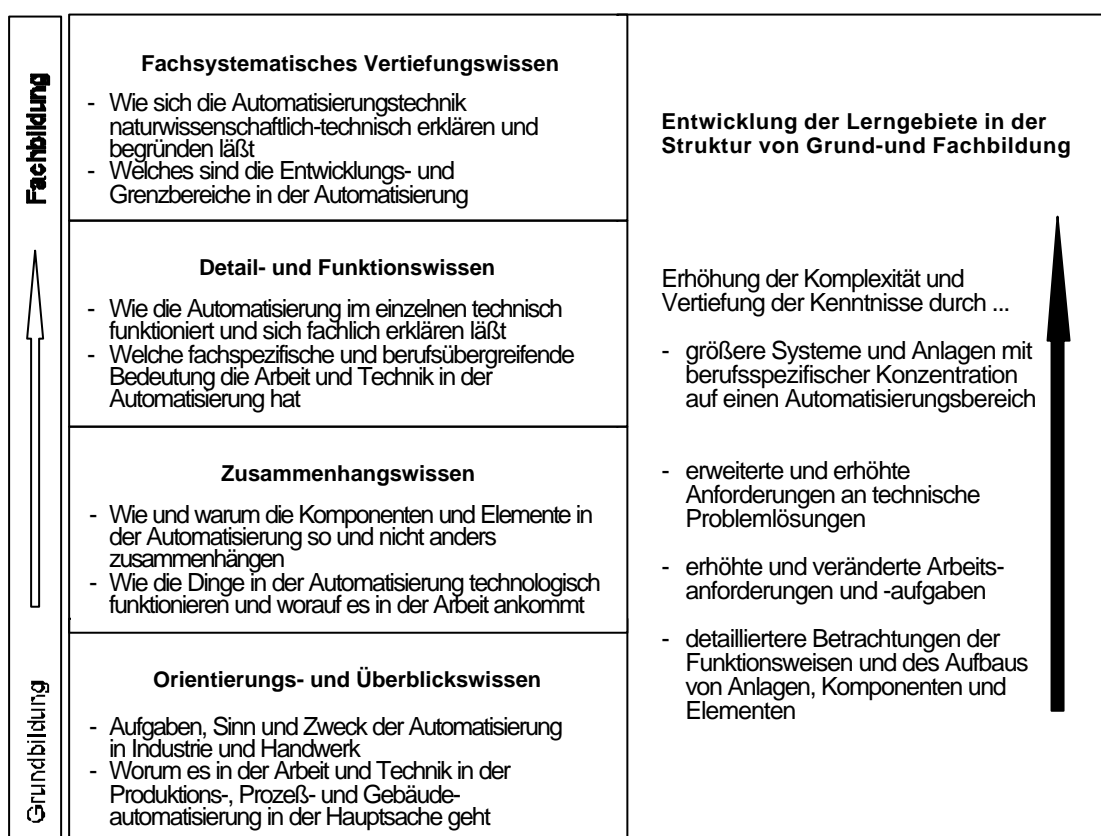 Fachbildung
Grundbildung
Fachsystematisches Vertiefungswissen
- Wie sich die Automatisierungstechnik
naturwissenschaftlich-technisch erklären und
begründen läßt
- Welches sind die Entwicklungs- und
Grenzbereiche in der Automatisierung
Detail- und Funktionswissen
- Wie die Automatisierung im einzelnen technisch
funktioniert und sich fachlich erklären läßt
- Welche fachspezifische und berufsübergreifende
Bedeutung die Arbeit und Technik in der
Automatisierung hat
Zusammenhangswissen
- Wie und warum die Komponenten und Elemente in
der Automatisierung so und nicht anders
zusammenhängen
- Wie die Dinge in der Automatisierung technologisch
funktionieren und worauf es in der Arbeit ankommt
Orientierungs- und Überblickswissen
- Aufgaben, Sinn und Zweck der Automatisierung
in Industrie und Handwerk
- Worum es in der Arbeit und Technik in der
Produktions-, Prozeß- und Gebäude-
automatisierung in der Hauptsache geht
Entwicklung der Lerngebiete in der
Struktur von Grund-und Fachbildung
Erhöhung der Komplexität und
Vertiefung der Kenntnisse durch ...
- größere Systeme und Anlagen mit
berufsspezifischer Konzentration
auf einen Automatisierungsbereich
- erweiterte und erhöhte
Anforderungen an technische
Problemlösungen
- erhöhte und veränderte Arbeits-
anforderungen und -aufgaben
- detailliertere Betrachtungen der
Funktionsweisen und des Aufbaus
von Anlagen, Komponenten und
Elementen